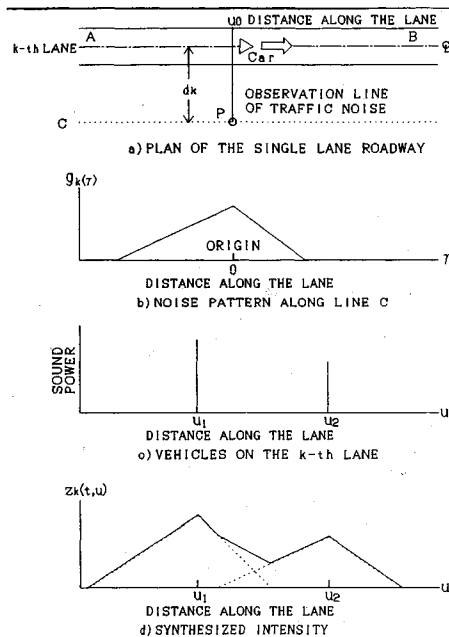 u0 DISTANCE ALONG THE LANE
k-th LANE
A
B
Car
dk
OBSERVATION LINE
OF TRAFFIC NOISE
C
P
a) PLAN OF THE SINGLE LANE ROADWAY
gk(τ)
ORIGIN
0
τ
DISTANCE ALONG THE LANE
b) NOISE PATTERN ALONG LINE C
SOUND
POWER
u1
u2
u
DISTANCE ALONG THE LANE
c) VEHICLES ON THE k-th LANE
zk(t,u)
u1
u2
u
DISTANCE ALONG THE LANE
d) SYNTHESIZED INTENSITY